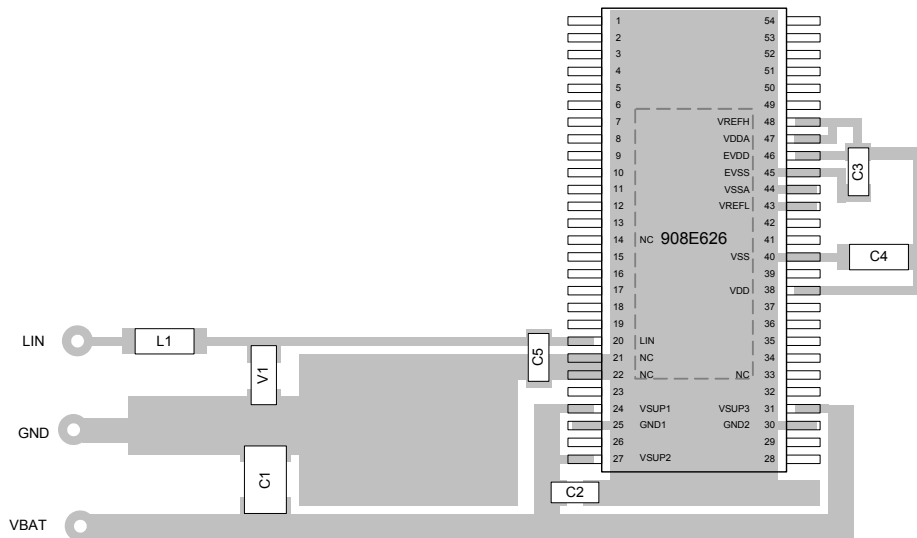 1 54
2 53
3 52
4 51
5 50
6 49
7 VREFH 48
8 VDDA 47
9 EVDD 46
10 EVSS 45
11 VSSA 44
12 VREFL 43
13 42
14 NC 908E626 41
15 VSS 40
16 39
17 VDD 38
18 37
19 36
20 LIN 35
21 NC 34
22 NC NC 33
23 32
24 VSUP1 VSUP3 31
25 GND1 GND2 30
26 29
27 VSUP2 28
C3
C4
LIN
L1
C5
V1
GND
C1
C2
VBAT